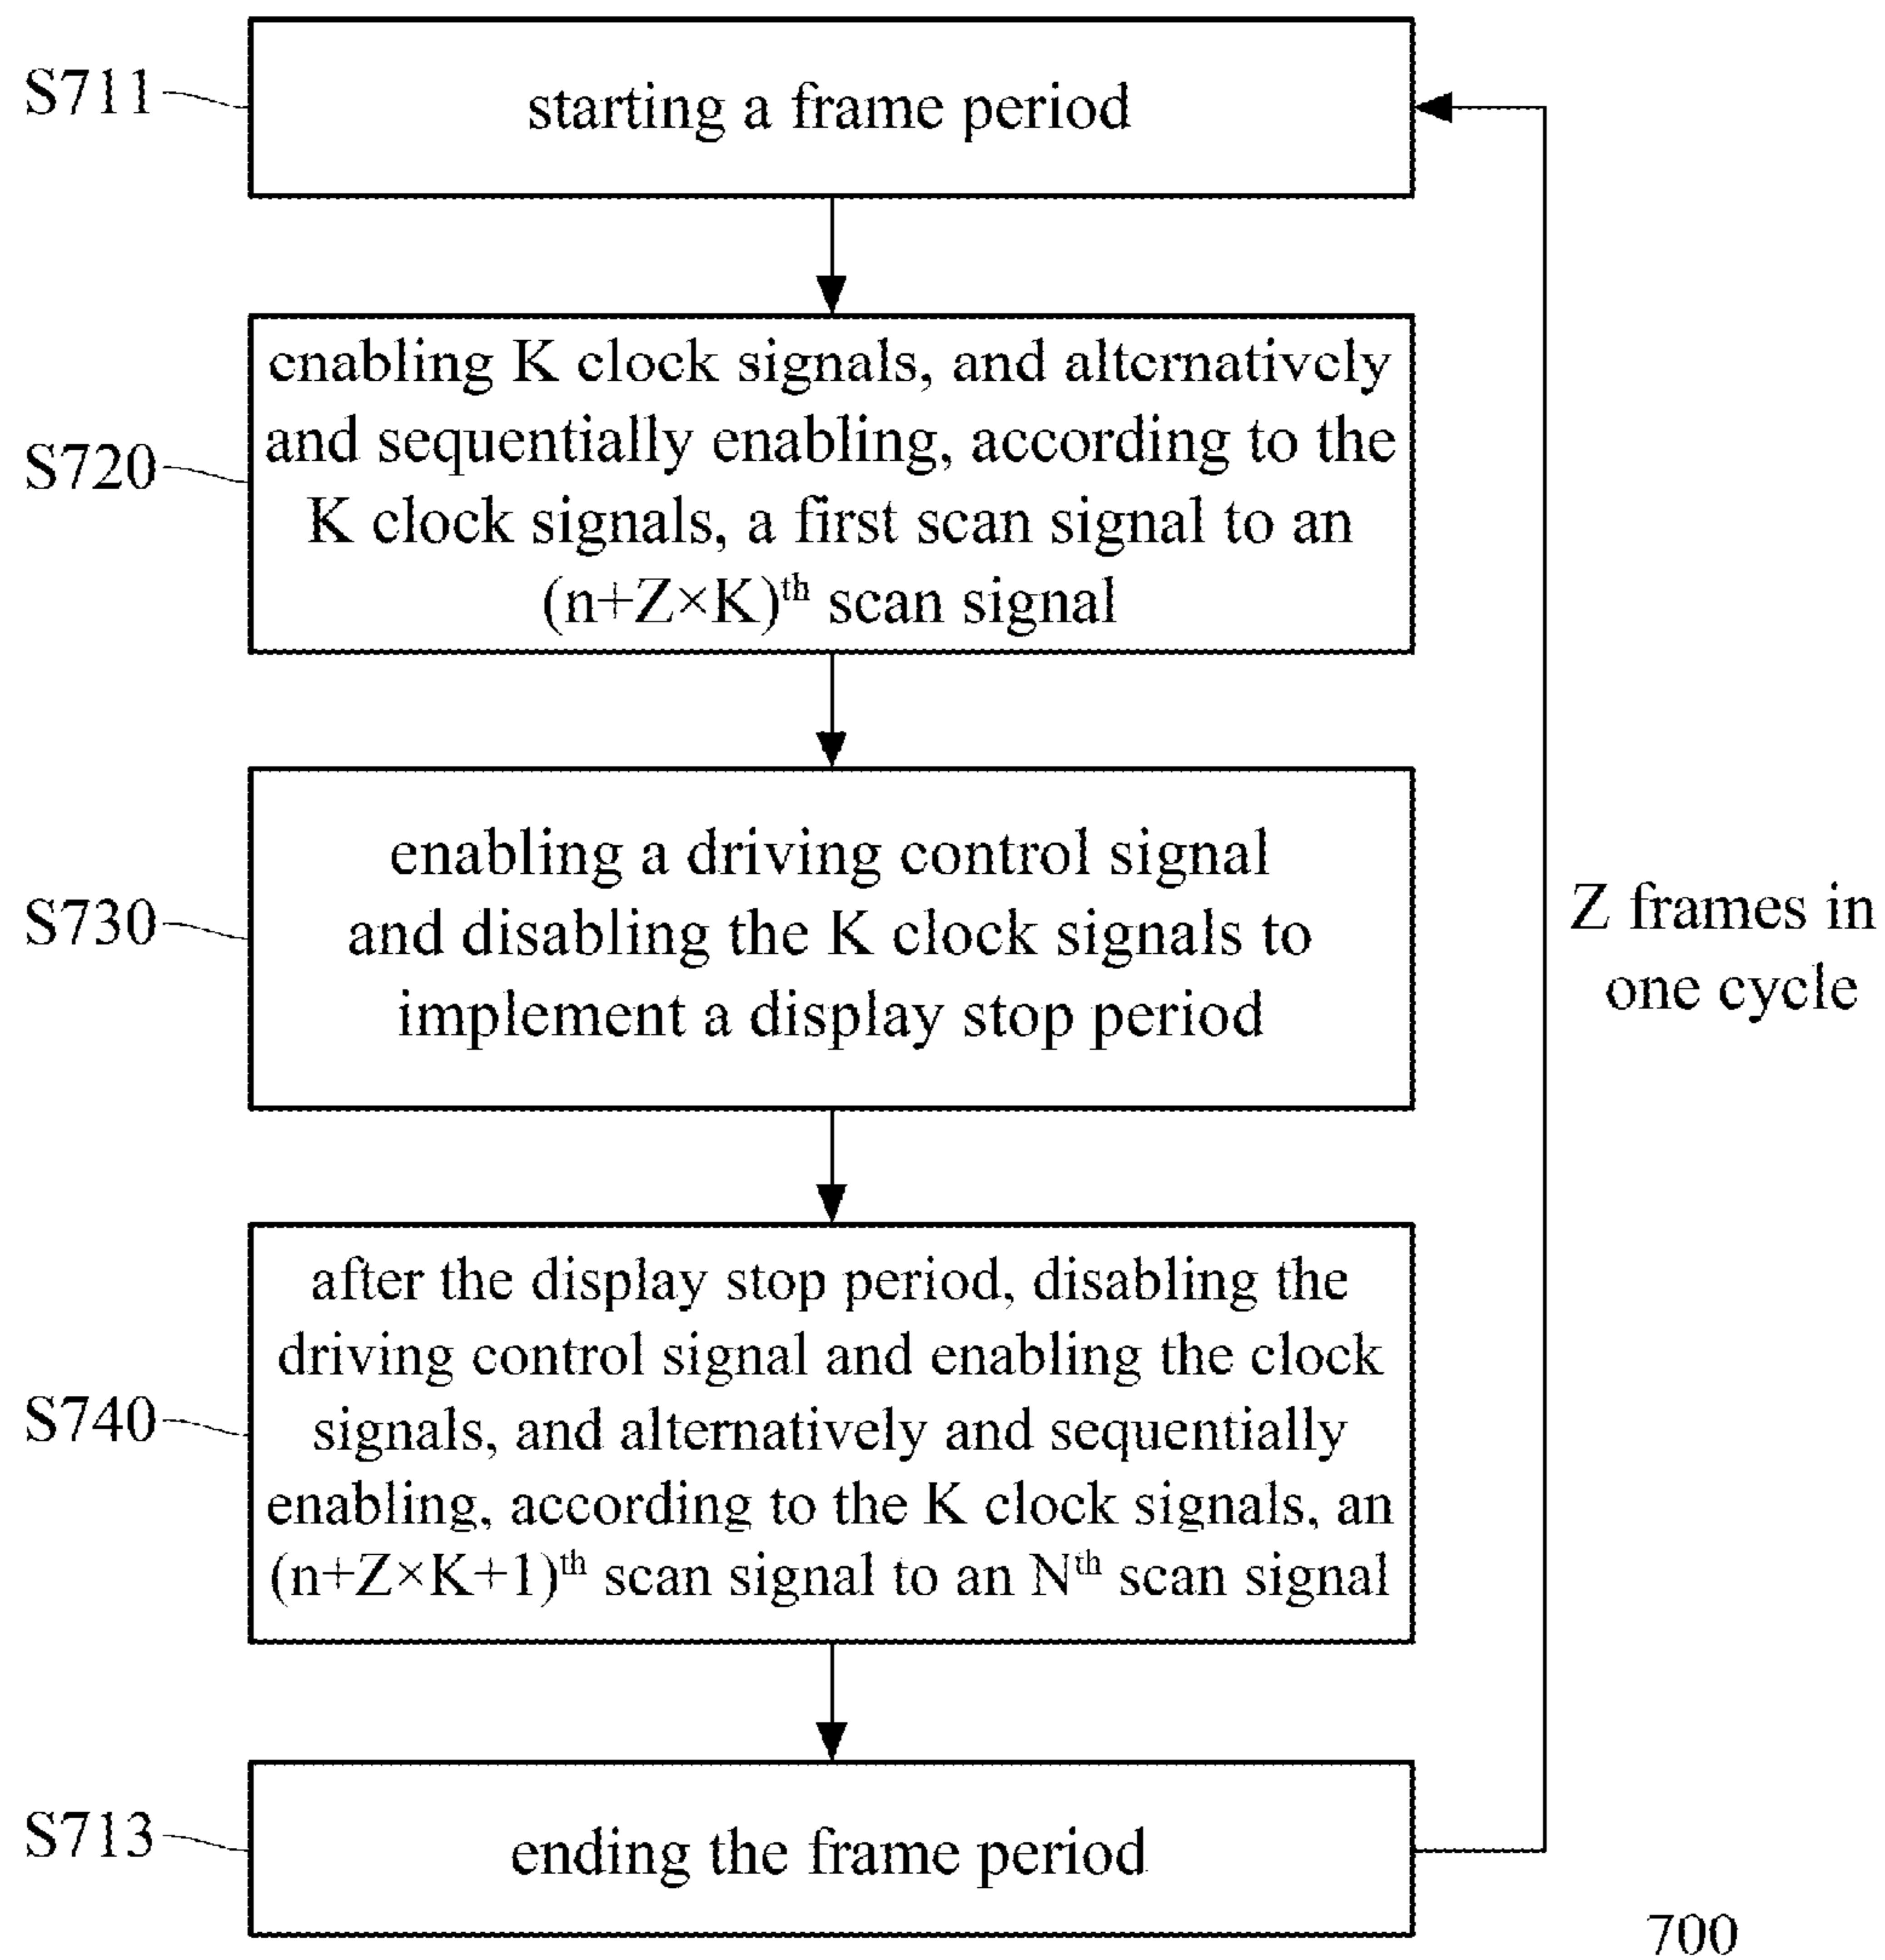 S711
starting a frame period
S720
enabling K clock signals, and alternatively
and sequentially enabling, according to the
K clock signals, a first scan signal to an
(n+Z×K)th scan signal
S730
enabling a driving control signal
and disabling the K clock signals to
implement a display stop period
Z frames in
one cycle
S740
after the display stop period, disabling the
driving control signal and enabling the clock
signals, and alternatively and sequentially
enabling, according to the K clock signals, an
(n+Z×K+1)th scan signal to an Nth scan signal
S713
ending the frame period
700